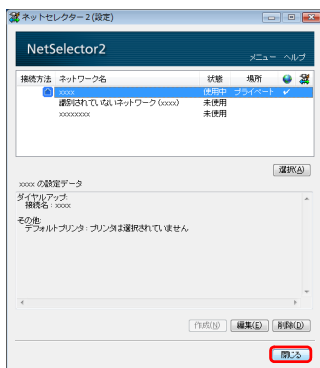 ネットセレクター2(設定)
NetSelector2
メニュー ヘルプ
接続方法 ネットワーク名 状態 場所
xxxx 使用中 プライベート
識別されていないネットワーク(xxxx) 未使用
xxxxxxxx 未使用
選択(A)
xxxx の設定データ
ダイヤルアップ:
接続名 : xxxx
その他:
デフォルトプリンタ : プリンタは選択されていません
作成(N) 編集(E) 削除(D)
閉じる